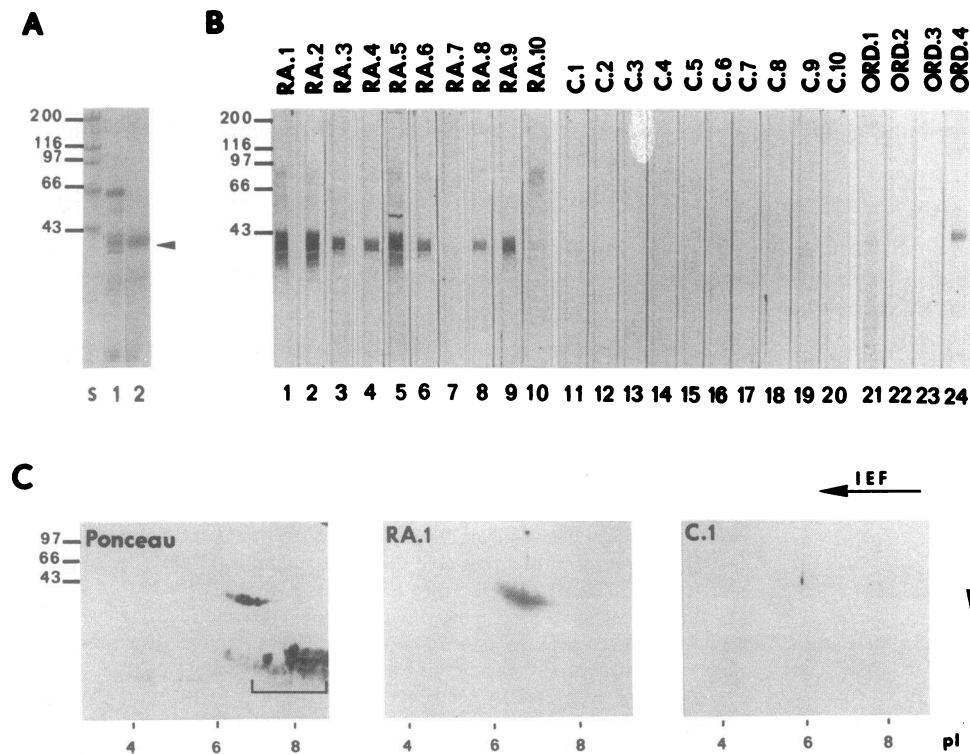 A
B
RA.1 RA.2 RA.3 RA.4 RA.5 RA.6 RA.7 RA.8 RA.9 RA.10 C.1 C.2 C.3 C.4 C.5 C.6 C.7 C.8 C.9 C.10 ORD.1 ORD.2 ORD.3 ORD.4
200
116
97
66
43
200
116
97
66
43
S 1 2
1 2 3 4 5 6 7 8 9 10 11 12 13 14 15 16 17 18 19 20 21 22 23 24
C
IEF
97
66
43
Ponceau
RA.1
C.1
4 6 8
4 6 8
4 6 8 pI